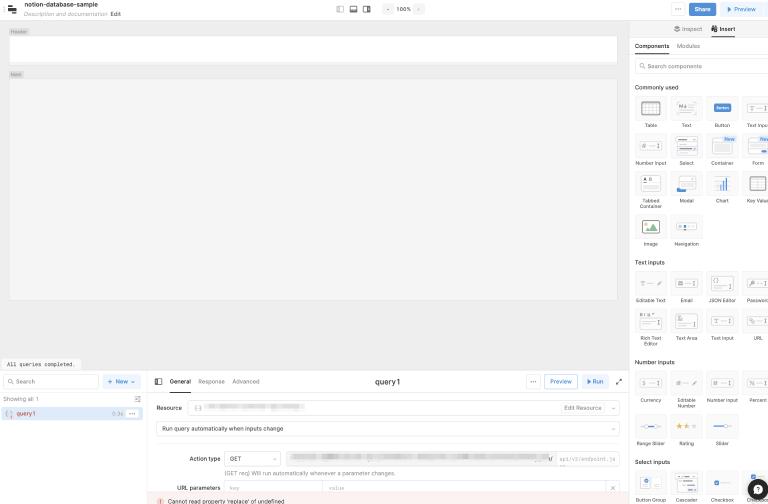 notion-database-sample
Description and documentation Edit
- 100% +
Share
Preview
Header
Main
Inspect Insert
Components Modules
Search components
Commonly used
Table Text Button Text Inpu
Number Input Select Container Form
New New
Tabbed Container Modal Chart Key Value
Image Navigation
Text inputs
Editable Text Email JSON Editor Password
Rich Text Editor Text Area Text Input URL
Number inputs
Currency Editable Number Number Input Percent
Range Slider Rating Slider
Select inputs
Button Group Cascader Checkbox Checkbox
All queries completed.
Search
+ New
Showing all 1
query1 0.3s
General Response Advanced
query1
Preview
Run
Resource
Edit Resource
Run query automatically when inputs change
Action type GET
api/v2/endpoint.js
(GET req) Will run automatically whenever a parameter changes.
URL parameters key value
Cannot read property 'replace' of undefined